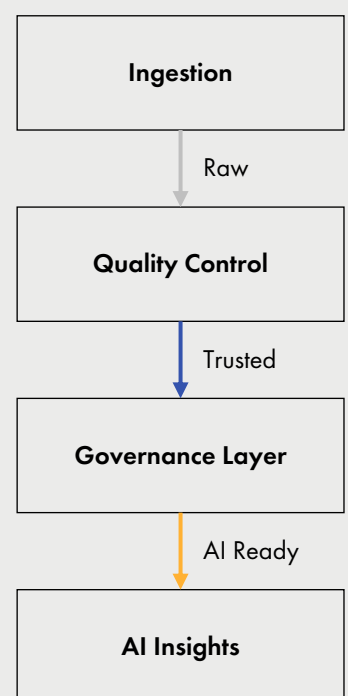 Ingestion
Raw
Quality Control
Trusted
Governance Layer
AI Ready
AI Insights